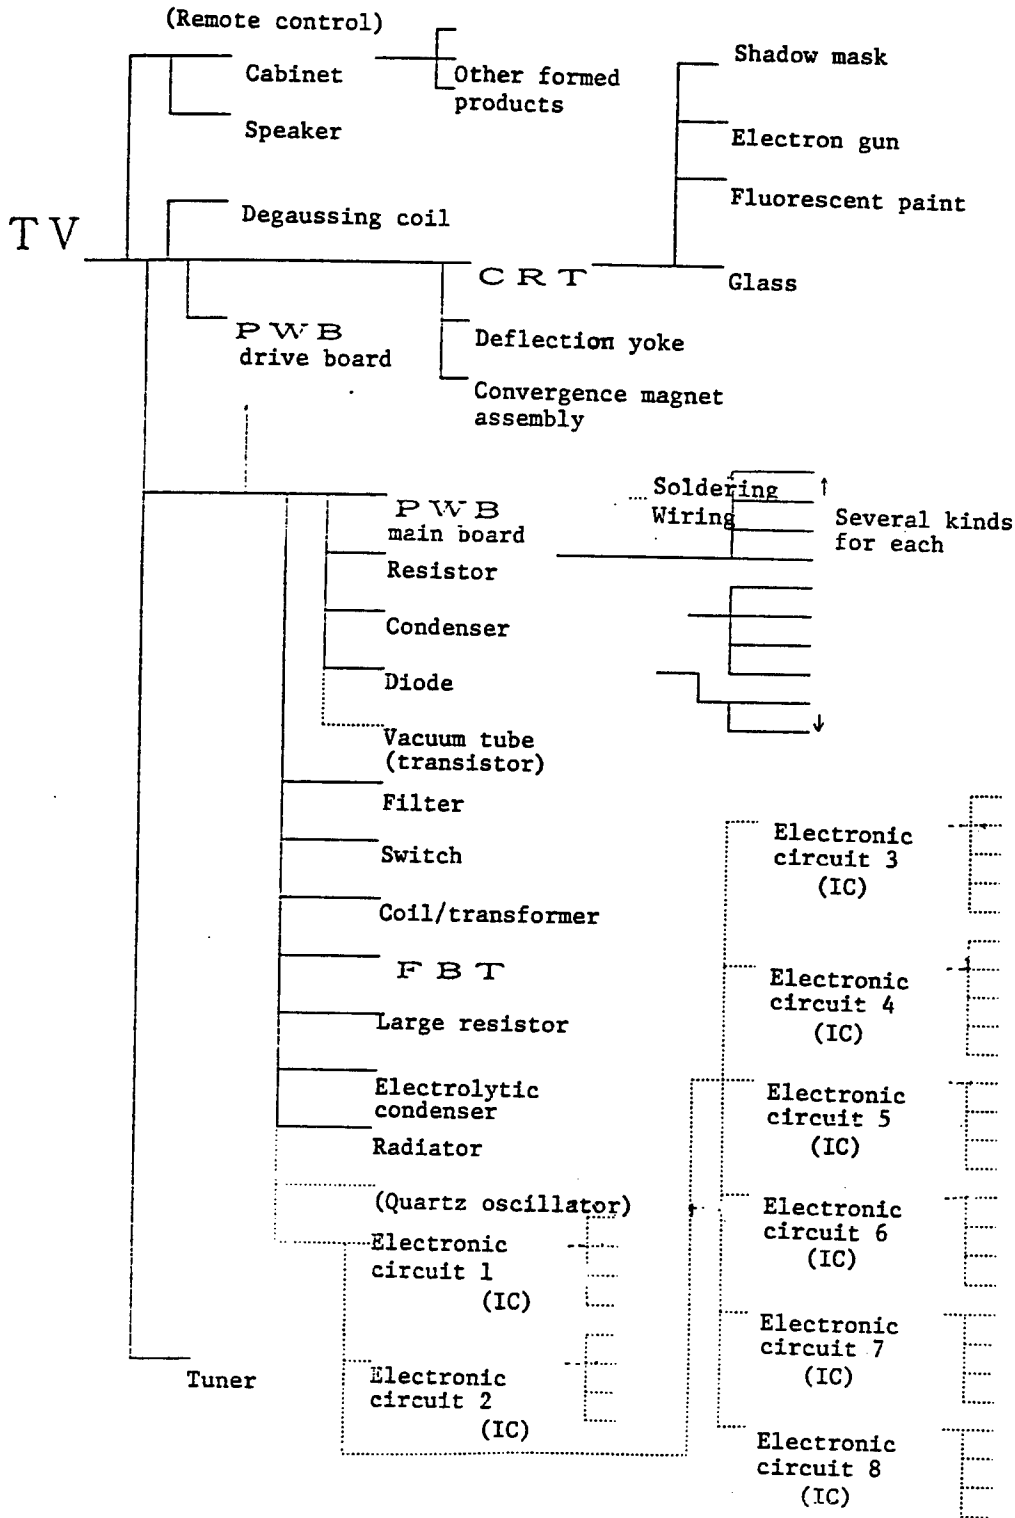 (Remote control)
Cabinet
Other formed
products
Speaker
Shadow mask
Electron gun
Fluorescent paint
Glass
Degaussing coil
TV
CRT
PWB
drive board
Deflection yoke
Convergence magnet
assembly
PWB
main board
Soldering
Wiring
↑
Several kinds
for each
↓
Resistor
Condenser
Diode
Vacuum tube
(transistor)
Filter
Switch
Coil/transformer
FBT
Large resistor
Electrolytic
condenser
Radiator
(Quartz oscillator)
Electronic
circuit 1
(IC)
Electronic
circuit 2
(IC)
Electronic
circuit 3
(IC)
Electronic
circuit 4
(IC)
Electronic
circuit 5
(IC)
Electronic
circuit 6
(IC)
Electronic
circuit 7
(IC)
Electronic
circuit 8
(IC)
Tuner